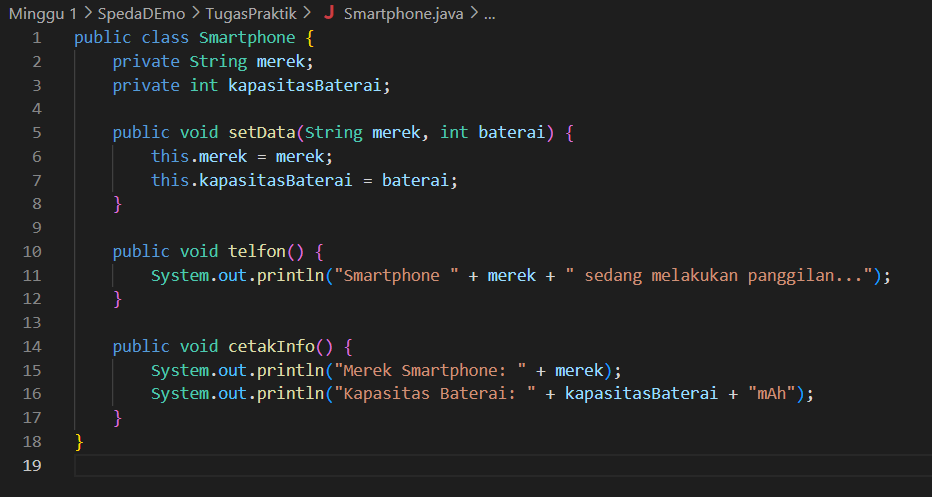 Minggu 1 > SpedaDEmo > TugasPraktik > J Smartphone.java > ...
1 public class Smartphone {
2     private String merek;
3     private int kapasitasBaterai;
4
5     public void setData(String merek, int baterai) {
6         this.merek = merek;
7         this.kapasitasBaterai = baterai;
8     }
9
10     public void telfon() {
11         System.out.println("Smartphone " + merek + " sedang melakukan panggilan...");
12     }
13
14     public void cetakInfo() {
15         System.out.println("Merek Smartphone: " + merek);
16         System.out.println("Kapasitas Baterai: " + kapasitasBaterai + "mAh");
17     }
18 }
19